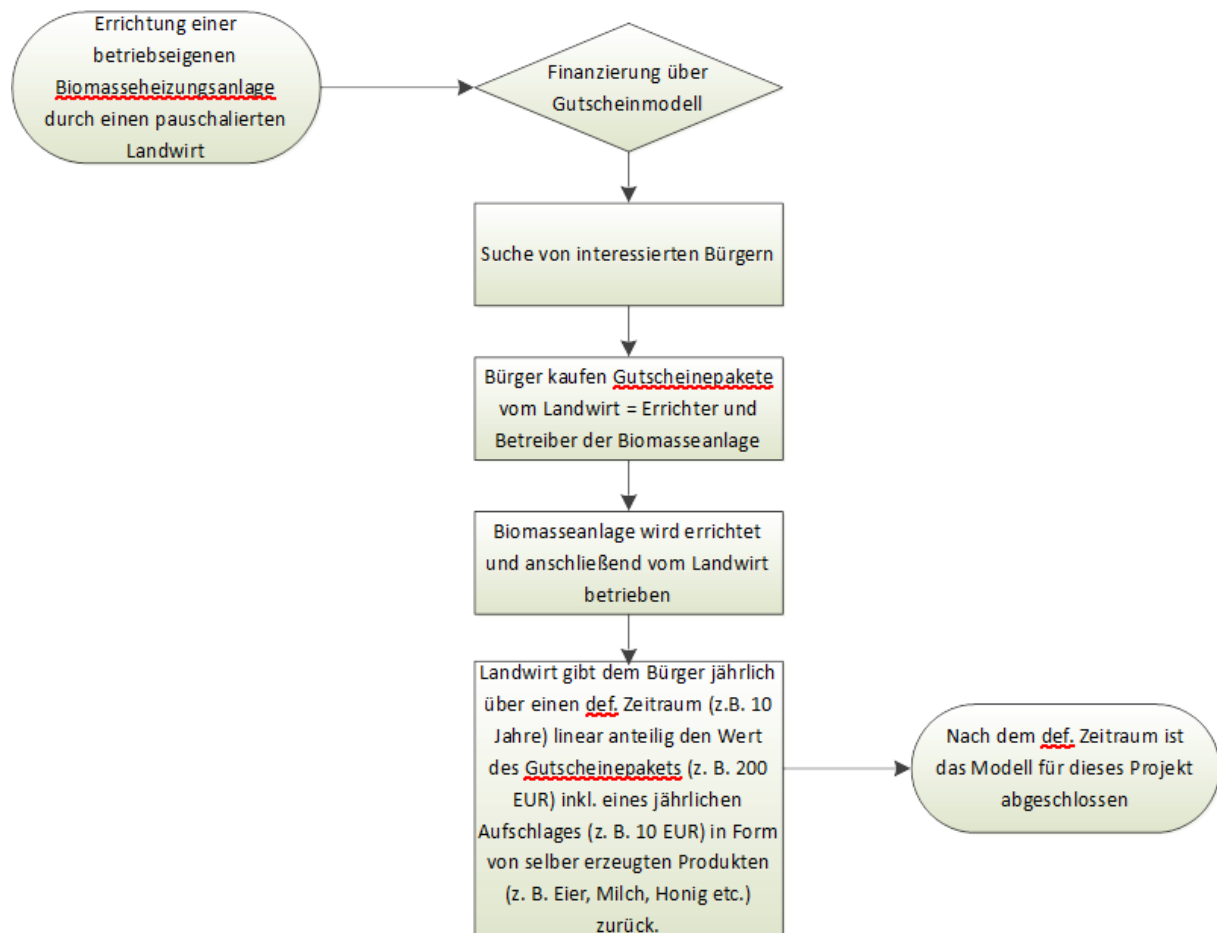 Errichtung einer
betriebseigenen
Biomasseheizungsanlage
durch einen pauschalierten
Landwirt
Finanzierung über
Gutscheinmodell
Suche von interessierten Bürgern
Bürger kaufen Gutscheinepakete
vom Landwirt = Errichter und
Betreiber der Biomasseanlage
Biomasseanlage wird errichtet
und anschließend vom Landwirt
betrieben
Landwirt gibt dem Bürger jährlich
über einen def. Zeitraum (z.B. 10
Jahre) linear anteilig den Wert
des Gutscheinepakets (z. B. 200
EUR) inkl. eines jährlichen
Aufschlages (z. B. 10 EUR) in Form
von selber erzeugten Produkten
(z. B. Eier, Milch, Honig etc.)
zurück.
Nach dem def. Zeitraum ist
das Modell für dieses Projekt
abgeschlossen